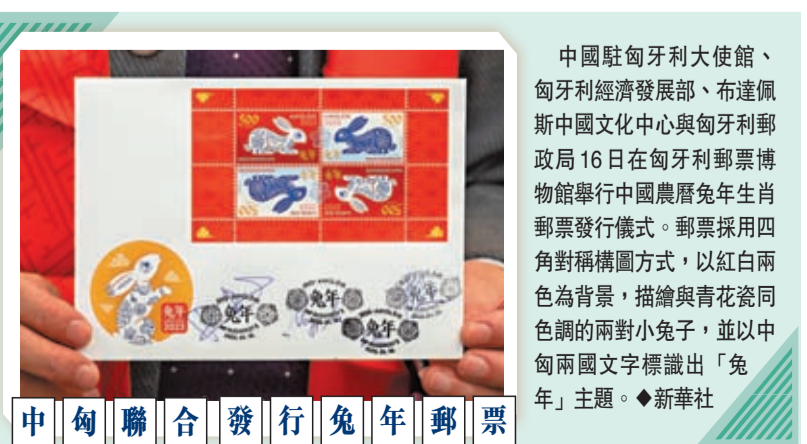 中國駐匈牙利大使館、
匈牙利經濟發展部、布達佩
斯中國文化中心與匈牙利郵
政局16日在匈牙利郵票博
物館舉行中國農曆兔年生肖
郵票發行儀式。郵票採用四
角對稱構圖方式，以紅白兩
色為背景，描繪與青花瓷同
色調的兩對小兔子，並以中
匈兩國文字標識出「兔
年」主題。◆新華社
500
500
500
500
兔年
2023
兔年
兔年
兔年
兔年
中匈聯合發行兔年郵票